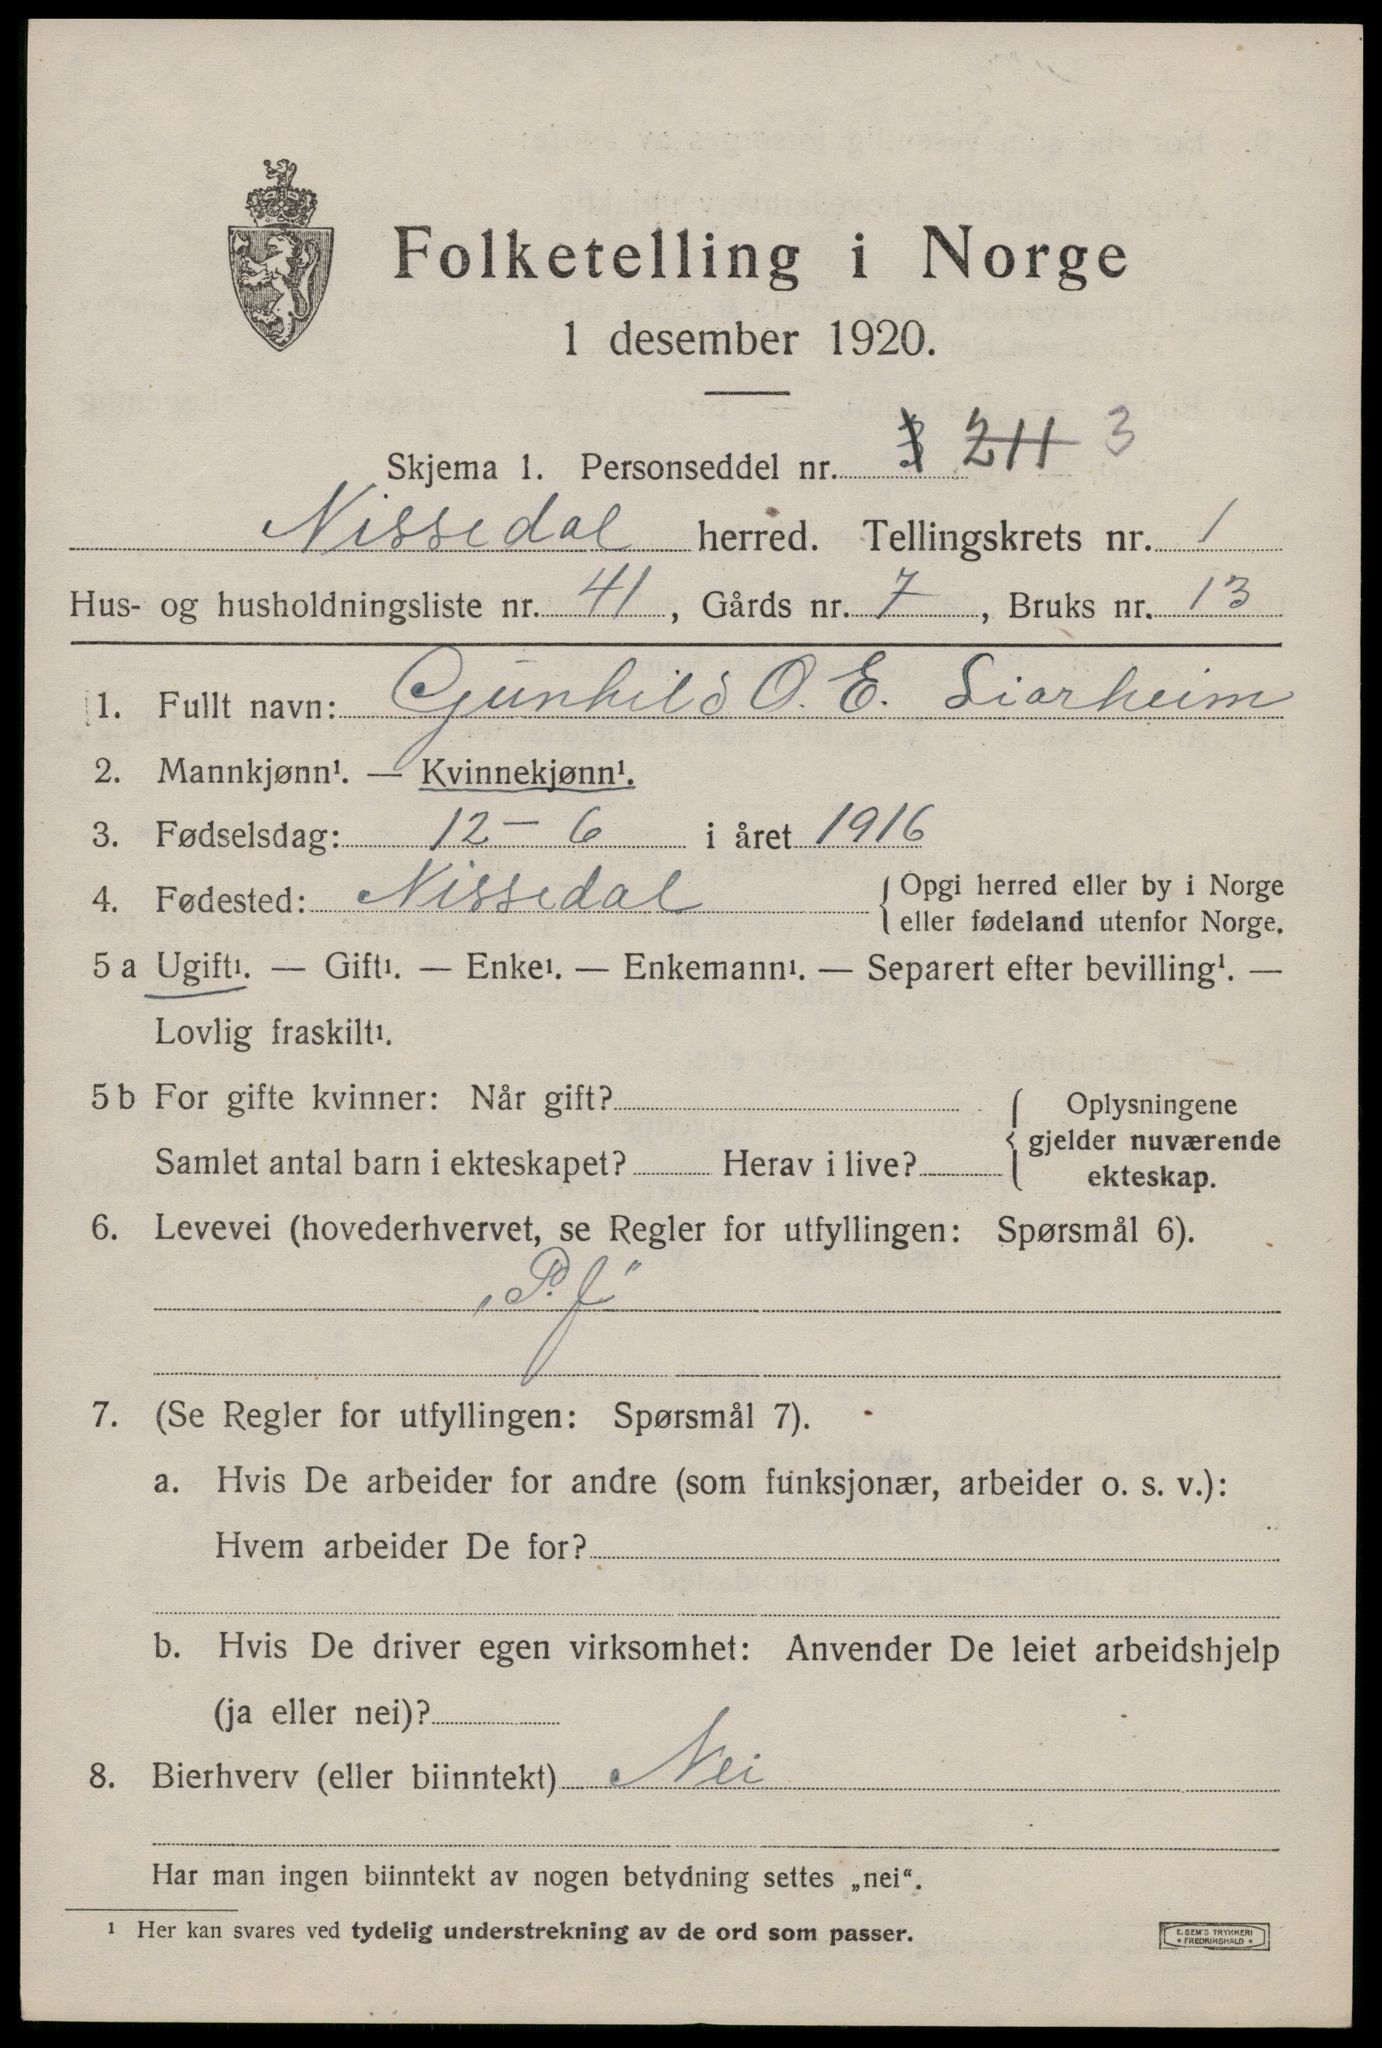 Folketelling i Norge
1 desember 1920.
Skjema 1. Personseddel nr. 211 3
Nissedal herred. Tellingskrets nr. 1
Hus- og husholdningsliste nr. 41, Gårds nr. 7, Bruks nr. 13
1. Fullt navn: Gunhild O. E. Liarheim
2. Mannkjønn¹. — Kvinnekjønn¹.
3. Fødselsdag: 12 - 6 i året 1916
4. Fødested: Nissedal { Opgi herred eller by i Norge
eller fødeland utenfor Norge.
5 a Ugift¹. — Gift¹. — Enke¹. — Enkemann¹. — Separert efter bevilling¹. —
Lovlig fraskilt¹.
5 b For gifte kvinner: Når gift?
Samlet antal barn i ekteskapet? Herav i live?
{ Oplysningene
gjelder nuværende
ekteskap.
6. Levevei (hovederhvervet, se Regler for utfyllingen: Spørsmål 6).
„P. f“
7. (Se Regler for utfyllingen: Spørsmål 7).
a. Hvis De arbeider for andre (som funksjonær, arbeider o. s. v.):
Hvem arbeider De for?
b. Hvis De driver egen virksomhet: Anvender De leiet arbeidshjelp
(ja eller nei)?
8. Bierhverv (eller biinntekt) Nei
Har man ingen biinntekt av nogen betydning settes „nei“.
¹ Her kan svares ved tydelig understrekning av de ord som passer.
E. SEM'S TRYKKERI
* FREDRIKSHALD *